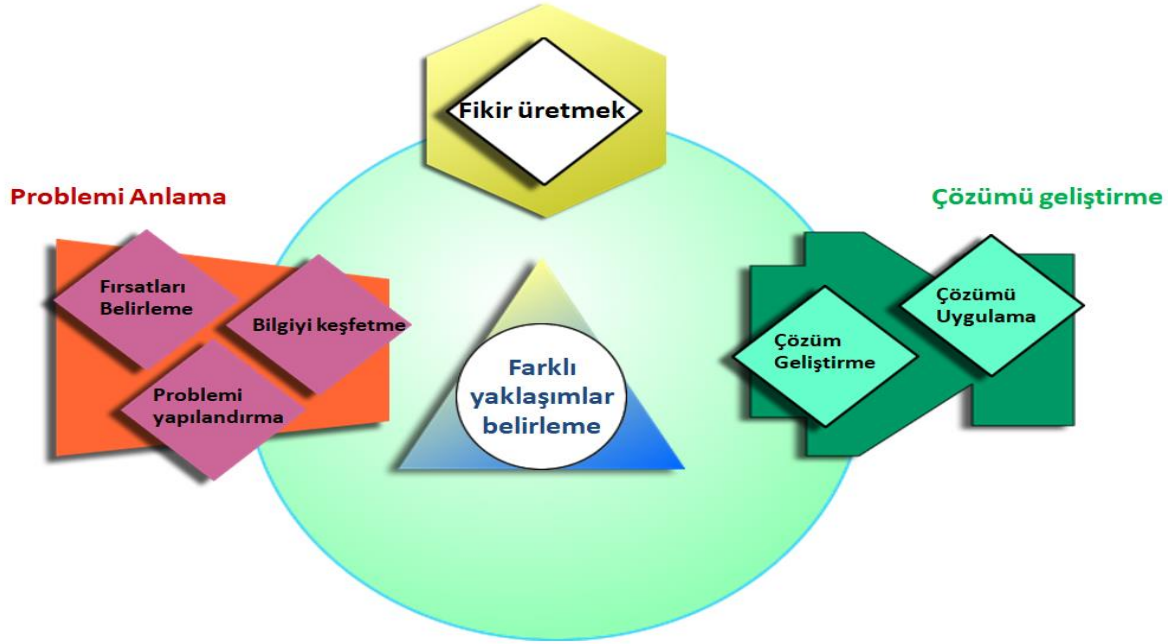 Fikir üretmek
Problemi Anlama
Fırsatları
Belirleme
Bilgiyi keşfetme
Problemi
yapılandırma
Farklı
yaklaşımlar
belirleme
Çözümü geliştirme
Çözüm
Geliştirme
Çözümü
Uygulama